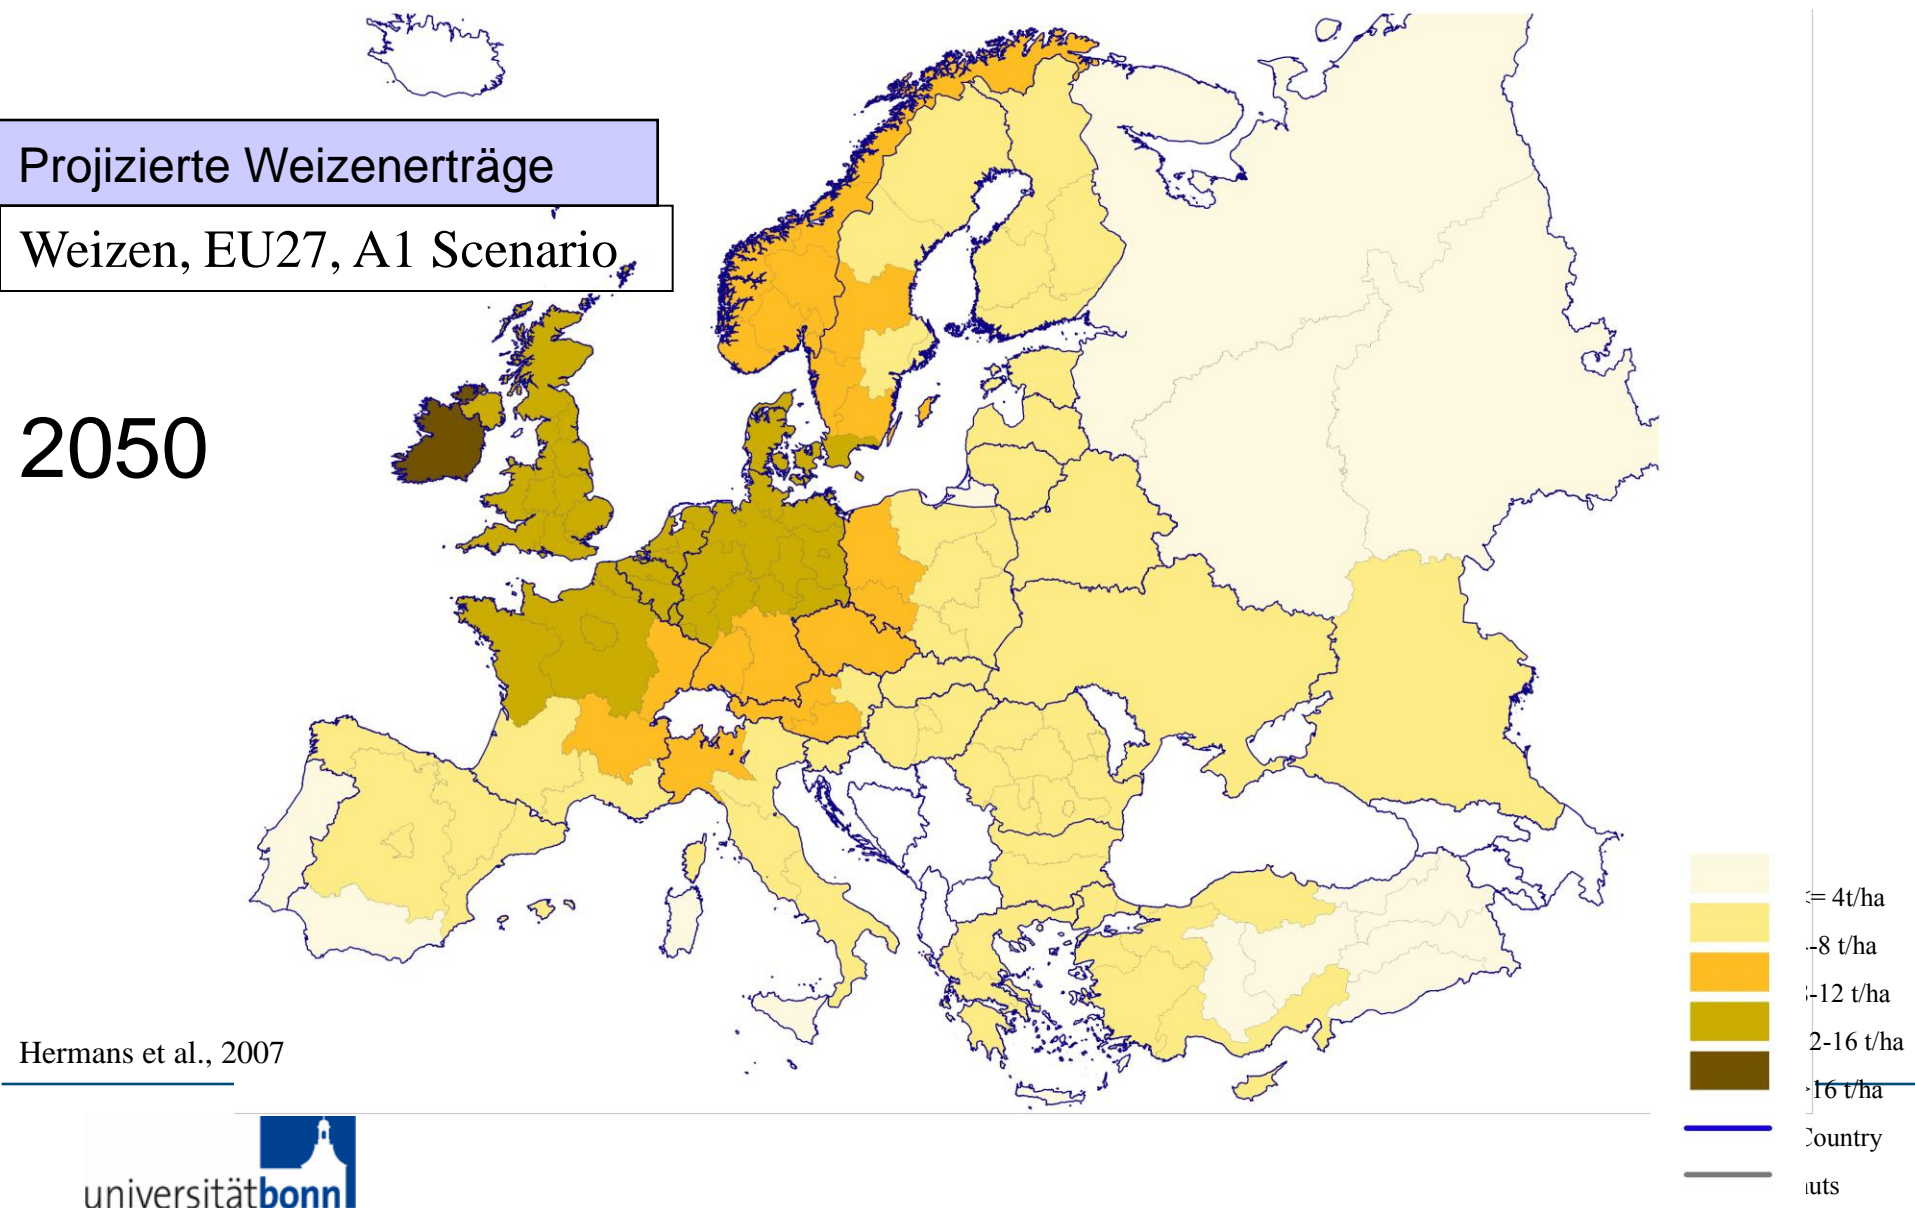 Projizierte Weizenerträge
Weizen, EU27, A1 Scenario
2050
= 4t/ha
-8 t/ha
-12 t/ha
2-16 t/ha
16 t/ha
Country
nuts
Hermans et al., 2007
universitätbonn